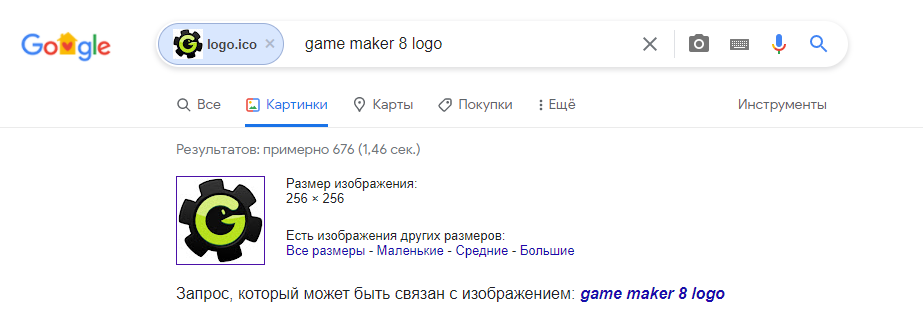 Google logo.ico × game maker 8 logo
Все Картинки Карты Покупки Ещё Инструменты
Результатов: примерно 676 (1,46 сек.)
Размер изображения:
256 × 256
Есть изображения других размеров:
Все размеры - Маленькие - Средние - Большие
Запрос, который может быть связан с изображением: game maker 8 logo